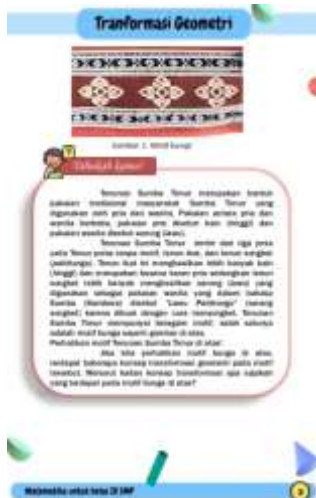 Tranformasi Geometri
Gambar 1. Motif bunga
Tahukah kamu?
Tenunan Sumba Timur merupakan
pakaian tradisional masyarakat Sumba Timur yang
digunakan oleh pria dan wanita. Pakaian antara pria dan
wanita berbeda, pakaian pria disebut kain (hinggi) dan
pakaian wanita disebut sarung (lawu).
Tenunan Sumba Timur terdiri dari tiga jenis
yaitu Tenun polos tanpa motif, tenun ikat, dan tenun songket
(pahikung). Tenun ikat ini menghasilkan lebih banyak kain
(hinggi) dan merupakan busana kaum pria sedangkan tenun
songket lebih banyak menghasilkan sarung (lawu) yang
digunakan sebagai pakaian wanita yang dalam bahasa
Sumba disebut "Lawu (sarung
songket) karena dibuat dengan cara menyongket. Tenunan
Sumba Timur mempunyai beragam motif, salah satunya
adalah motif bunga seperti gambar di atas.
Perhatikan motif Tenunan Sumba Timur di atas!
Jika kita perhatikan motif bunga di atas,
terdapat beberapa konsep transformasi geometri pada motif
tersebut. Menurut kalian konsep transformasi apa sajakah
yang terdapat pada motif bunga di atas?
Matematika untuk kelas IX SMP
3